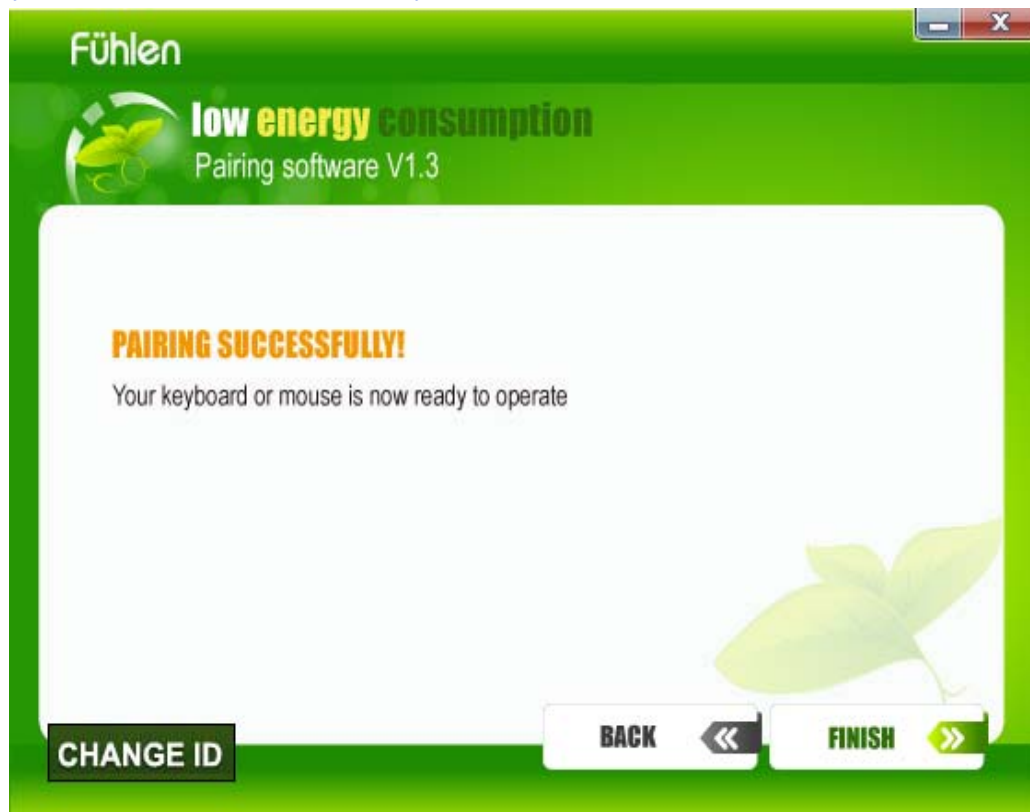 Fühlen
low energy consumption
Pairing software V1.3
PAIRING SUCCESSFULLY!
Your keyboard or mouse is now ready to operate
CHANGE ID
BACK
FINISH